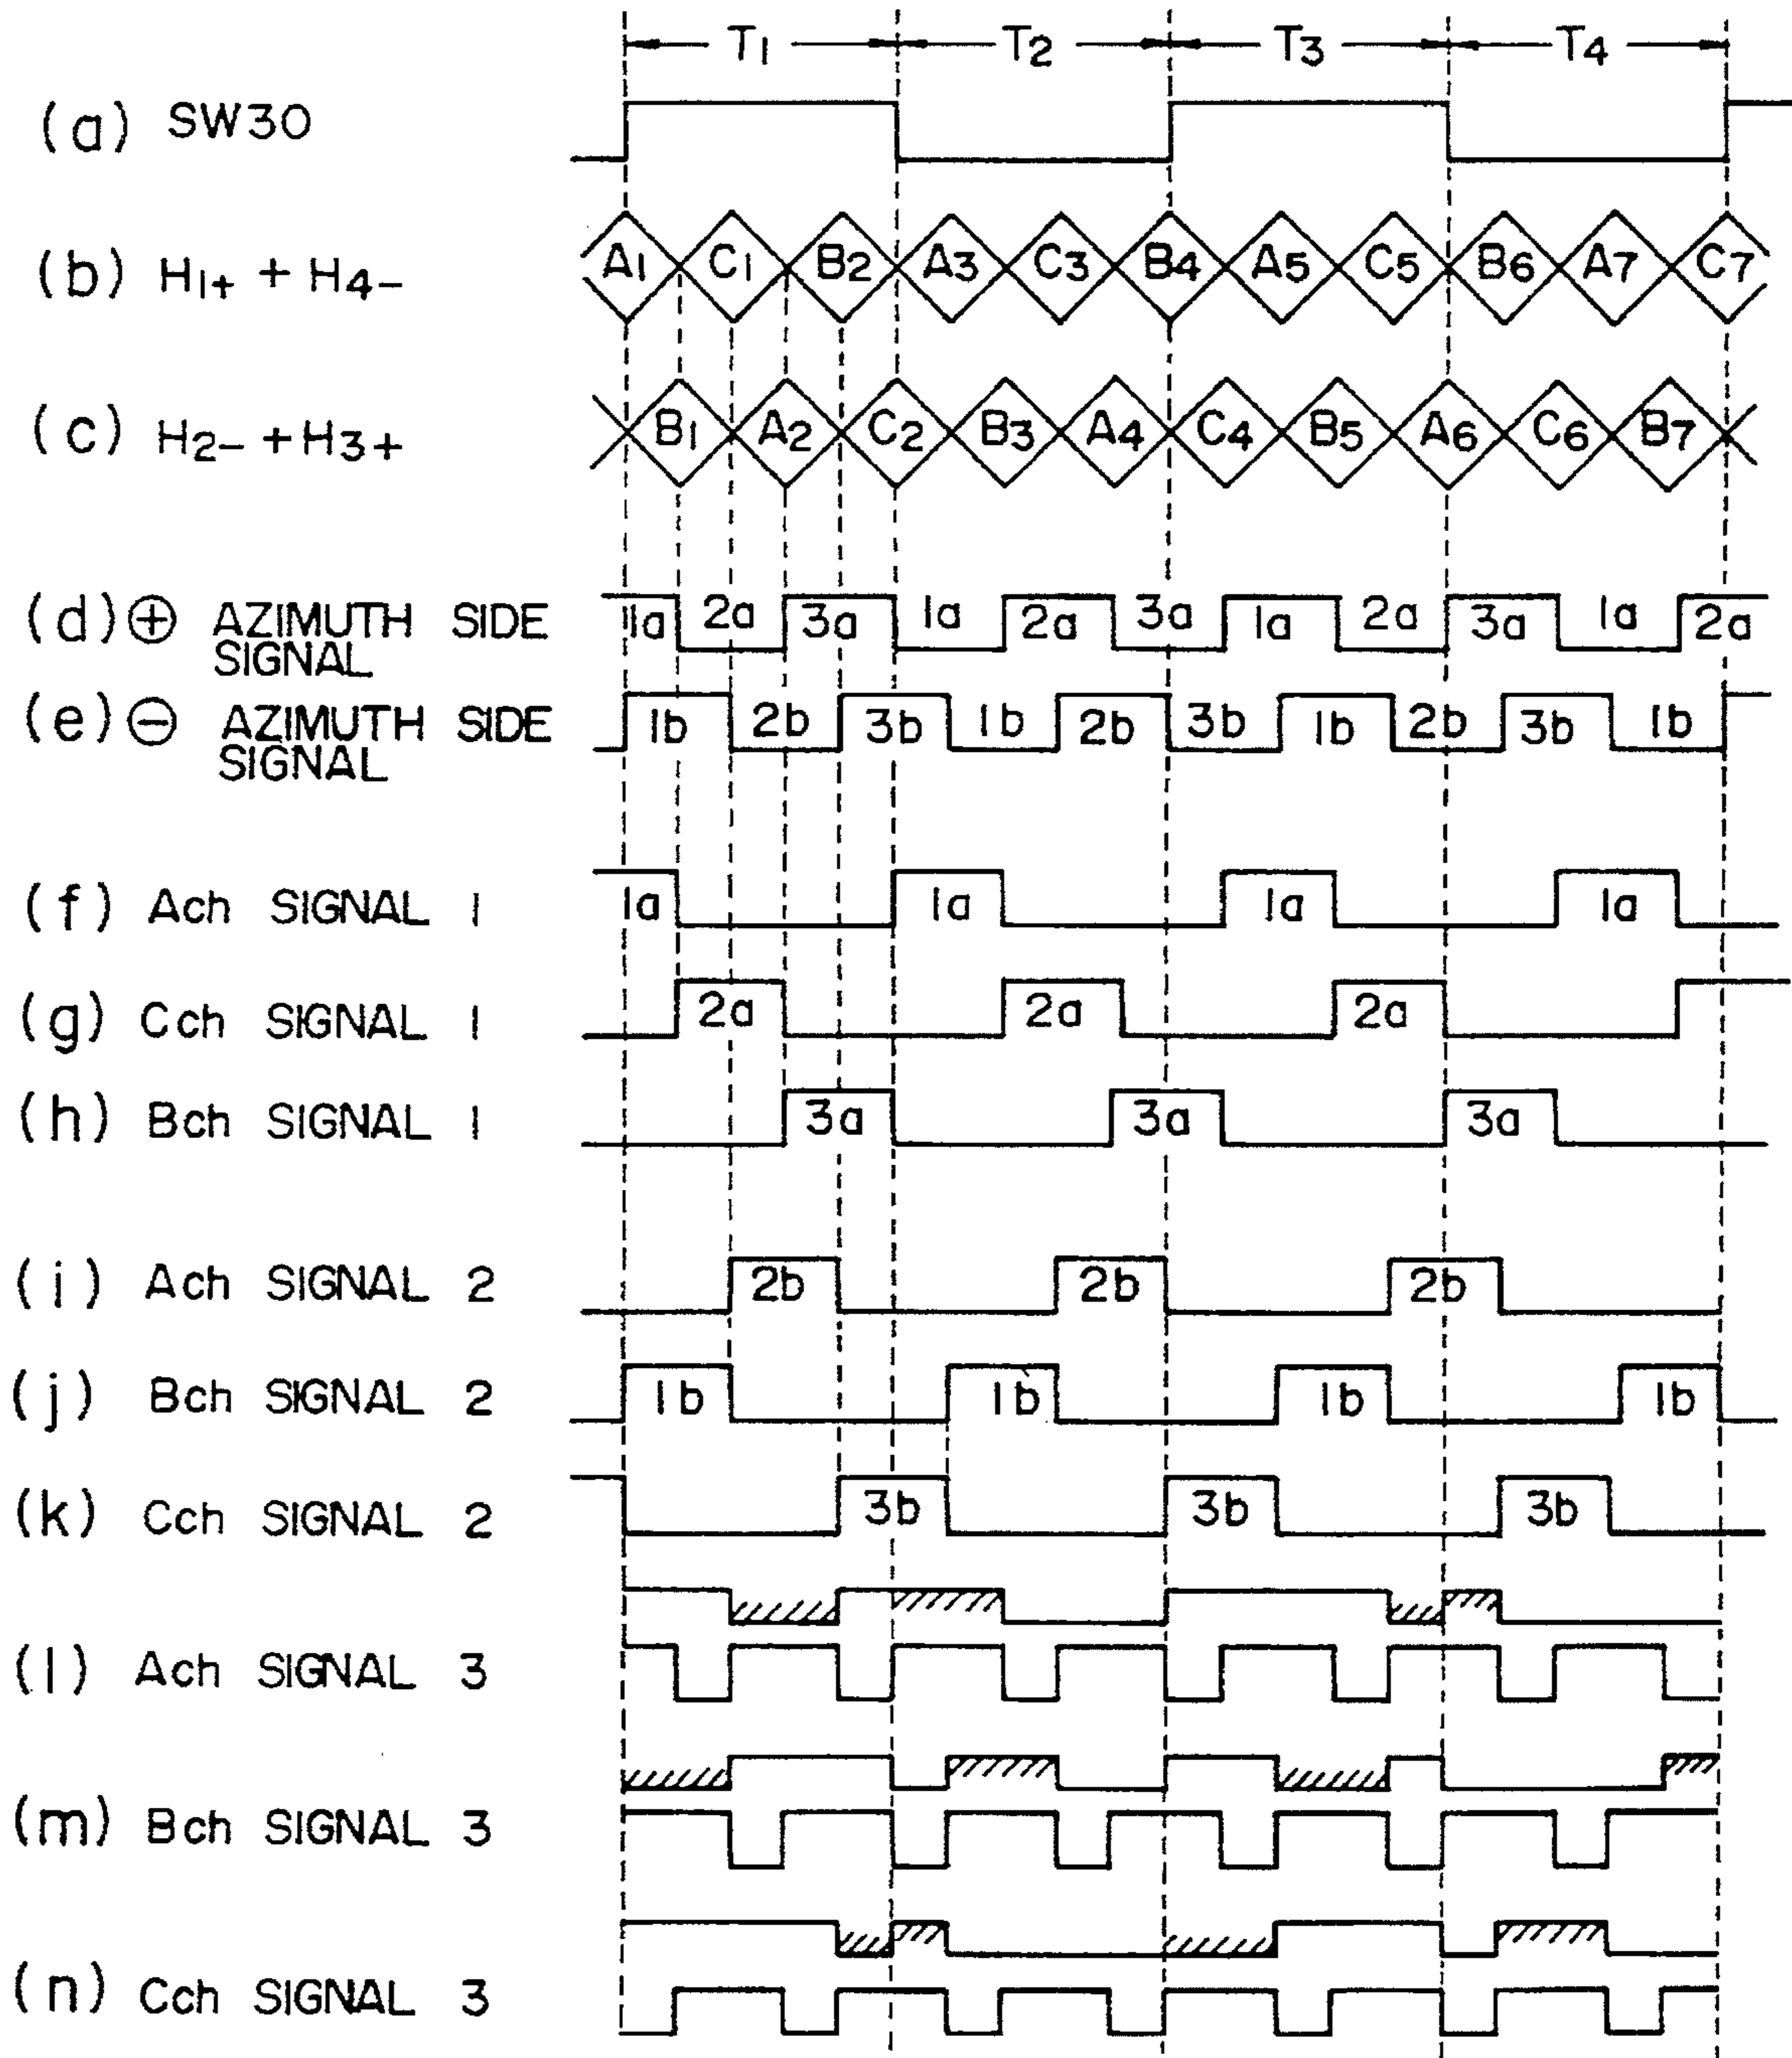 T1 T2 T3 T4
(a) SW30
(b) H1+ + H4- A1 C1 B2 A3 C3 B4 A5 C5 B6 A7 C7
(c) H2- + H3+ B1 A2 C2 B3 A4 C4 B5 A6 C6 B7
(d) ⊕ AZIMUTH SIDE 1a 2a 3a 1a 2a 3a 1a 2a 3a 1a 2a
SIGNAL
(e) ⊖ AZIMUTH SIDE 1b 2b 3b 1b 2b 3b 1b 2b 3b 1b
SIGNAL
(f) Ach SIGNAL 1 1a 1a 1a 1a
(g) Cch SIGNAL 1 2a 2a 2a
(h) Bch SIGNAL 1 3a 3a 3a
(i) Ach SIGNAL 2 2b 2b 2b
(j) Bch SIGNAL 2 1b 1b 1b 1b
(k) Cch SIGNAL 2 3b 3b 3b
(l) Ach SIGNAL 3
(m) Bch SIGNAL 3
(n) Cch SIGNAL 3